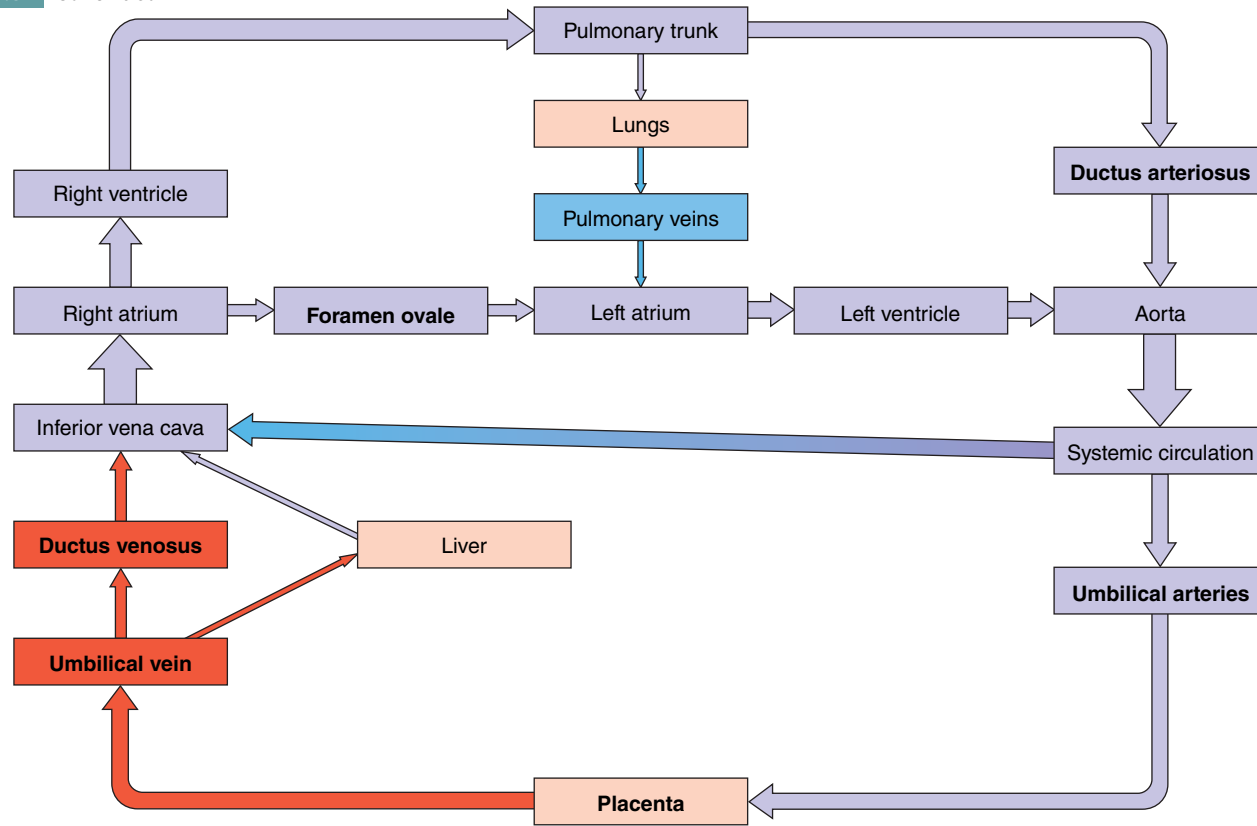 Pulmonary trunk
Lungs
Right ventricle
Ductus arteriosus
Pulmonary veins
Right atrium
Foramen ovale
Left atrium
Left ventricle
Aorta
Inferior vena cava
Systemic circulation
Ductus venosus
Liver
Umbilical arteries
Umbilical vein
Placenta